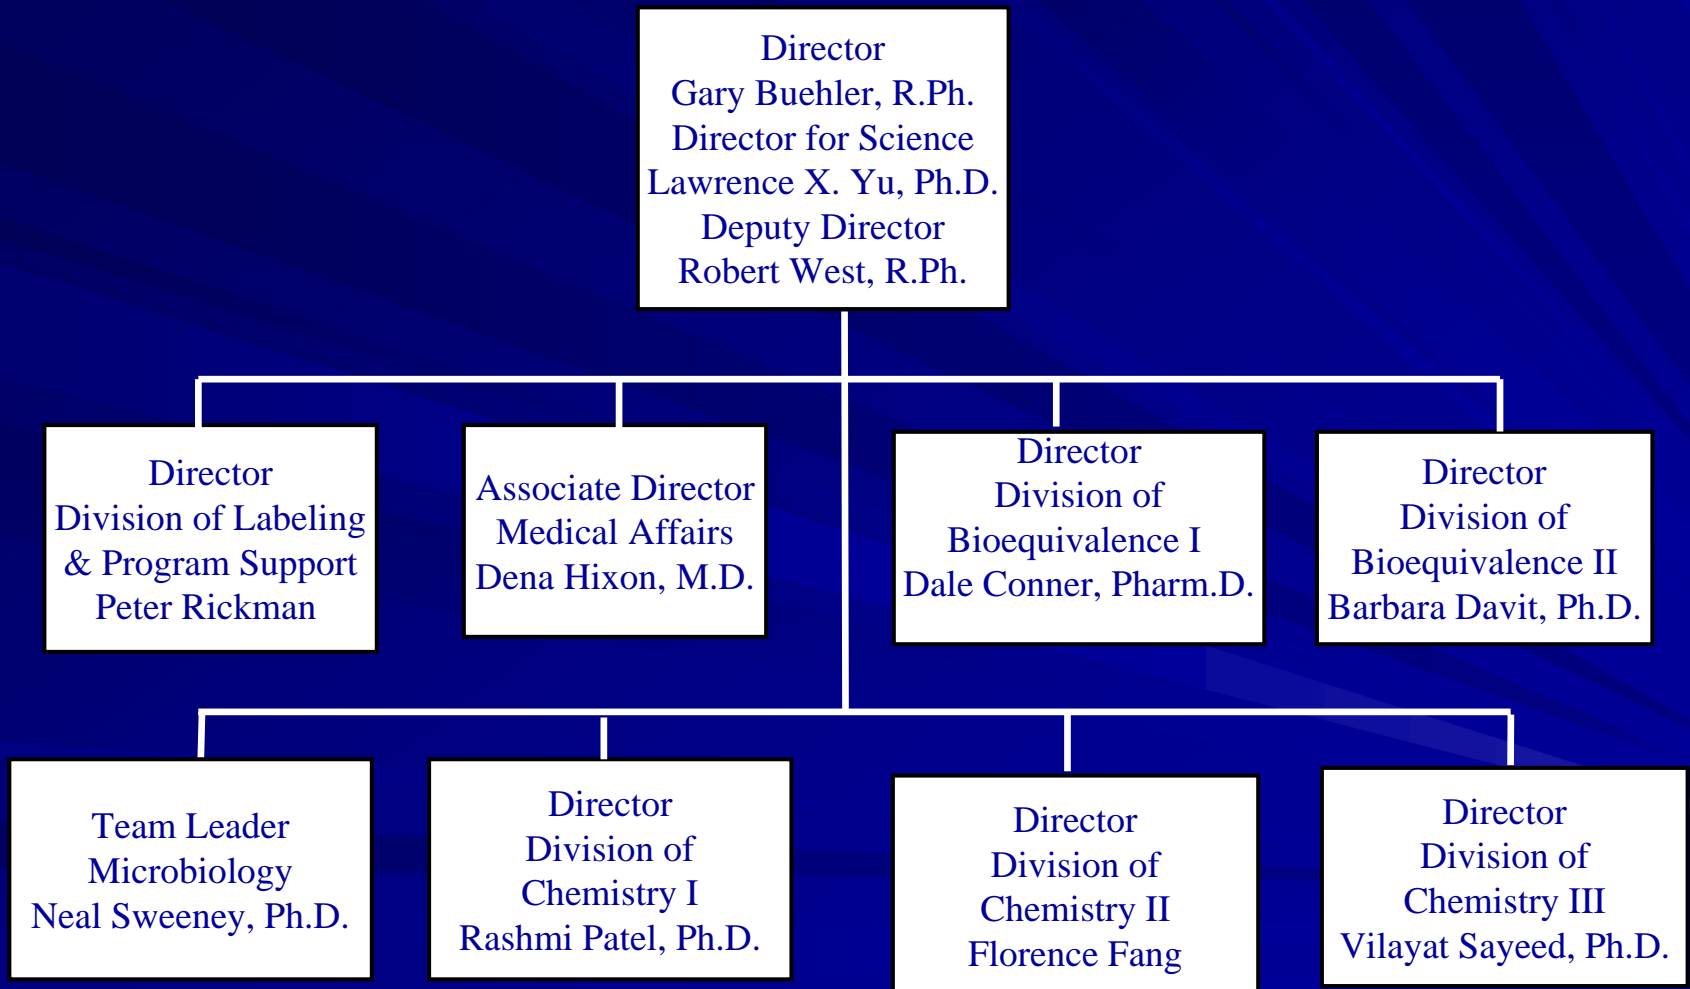 Director
Gary Buehler, R.Ph.
Director for Science
Lawrence X. Yu, Ph.D.
Deputy Director
Robert West, R.Ph.
Director
Division of Labeling
& Program Support
Peter Rickman
Associate Director
Medical Affairs
Dena Hixon, M.D.
Director
Division of
Bioequivalence I
Dale Conner, Pharm.D.
Director
Division of
Bioequivalence II
Barbara Davit, Ph.D.
Team Leader
Microbiology
Neal Sweeney, Ph.D.
Director
Division of
Chemistry I
Rashmi Patel, Ph.D.
Director
Division of
Chemistry II
Florence Fang
Director
Division of
Chemistry III
Vilayat Sayeed, Ph.D.